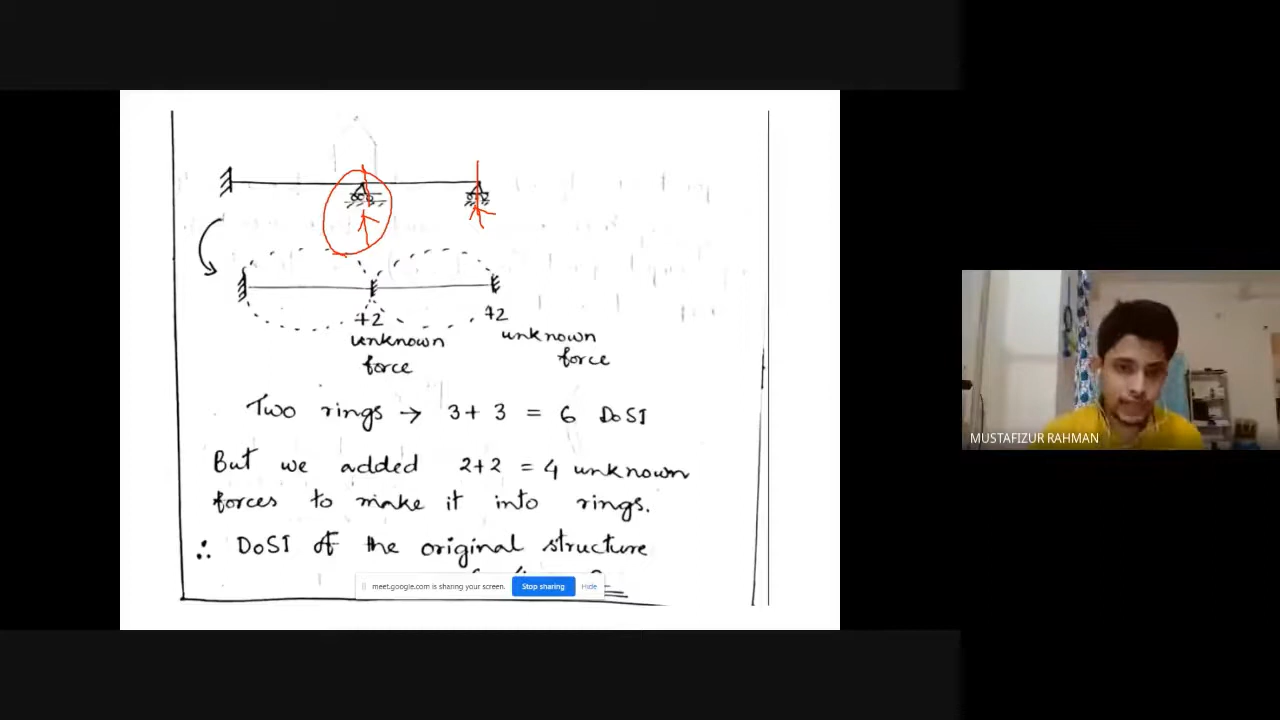 +2
unknown
force
+2
unknown
force
Two rings → 3+3 = 6 DoSI
But we added 2+2 = 4 unknown
forces to make it into rings.
∴ DoSI of the original structure
meet.google.com is sharing your screen. Stop sharing Hide
MUSTAFIZUR RAHMAN